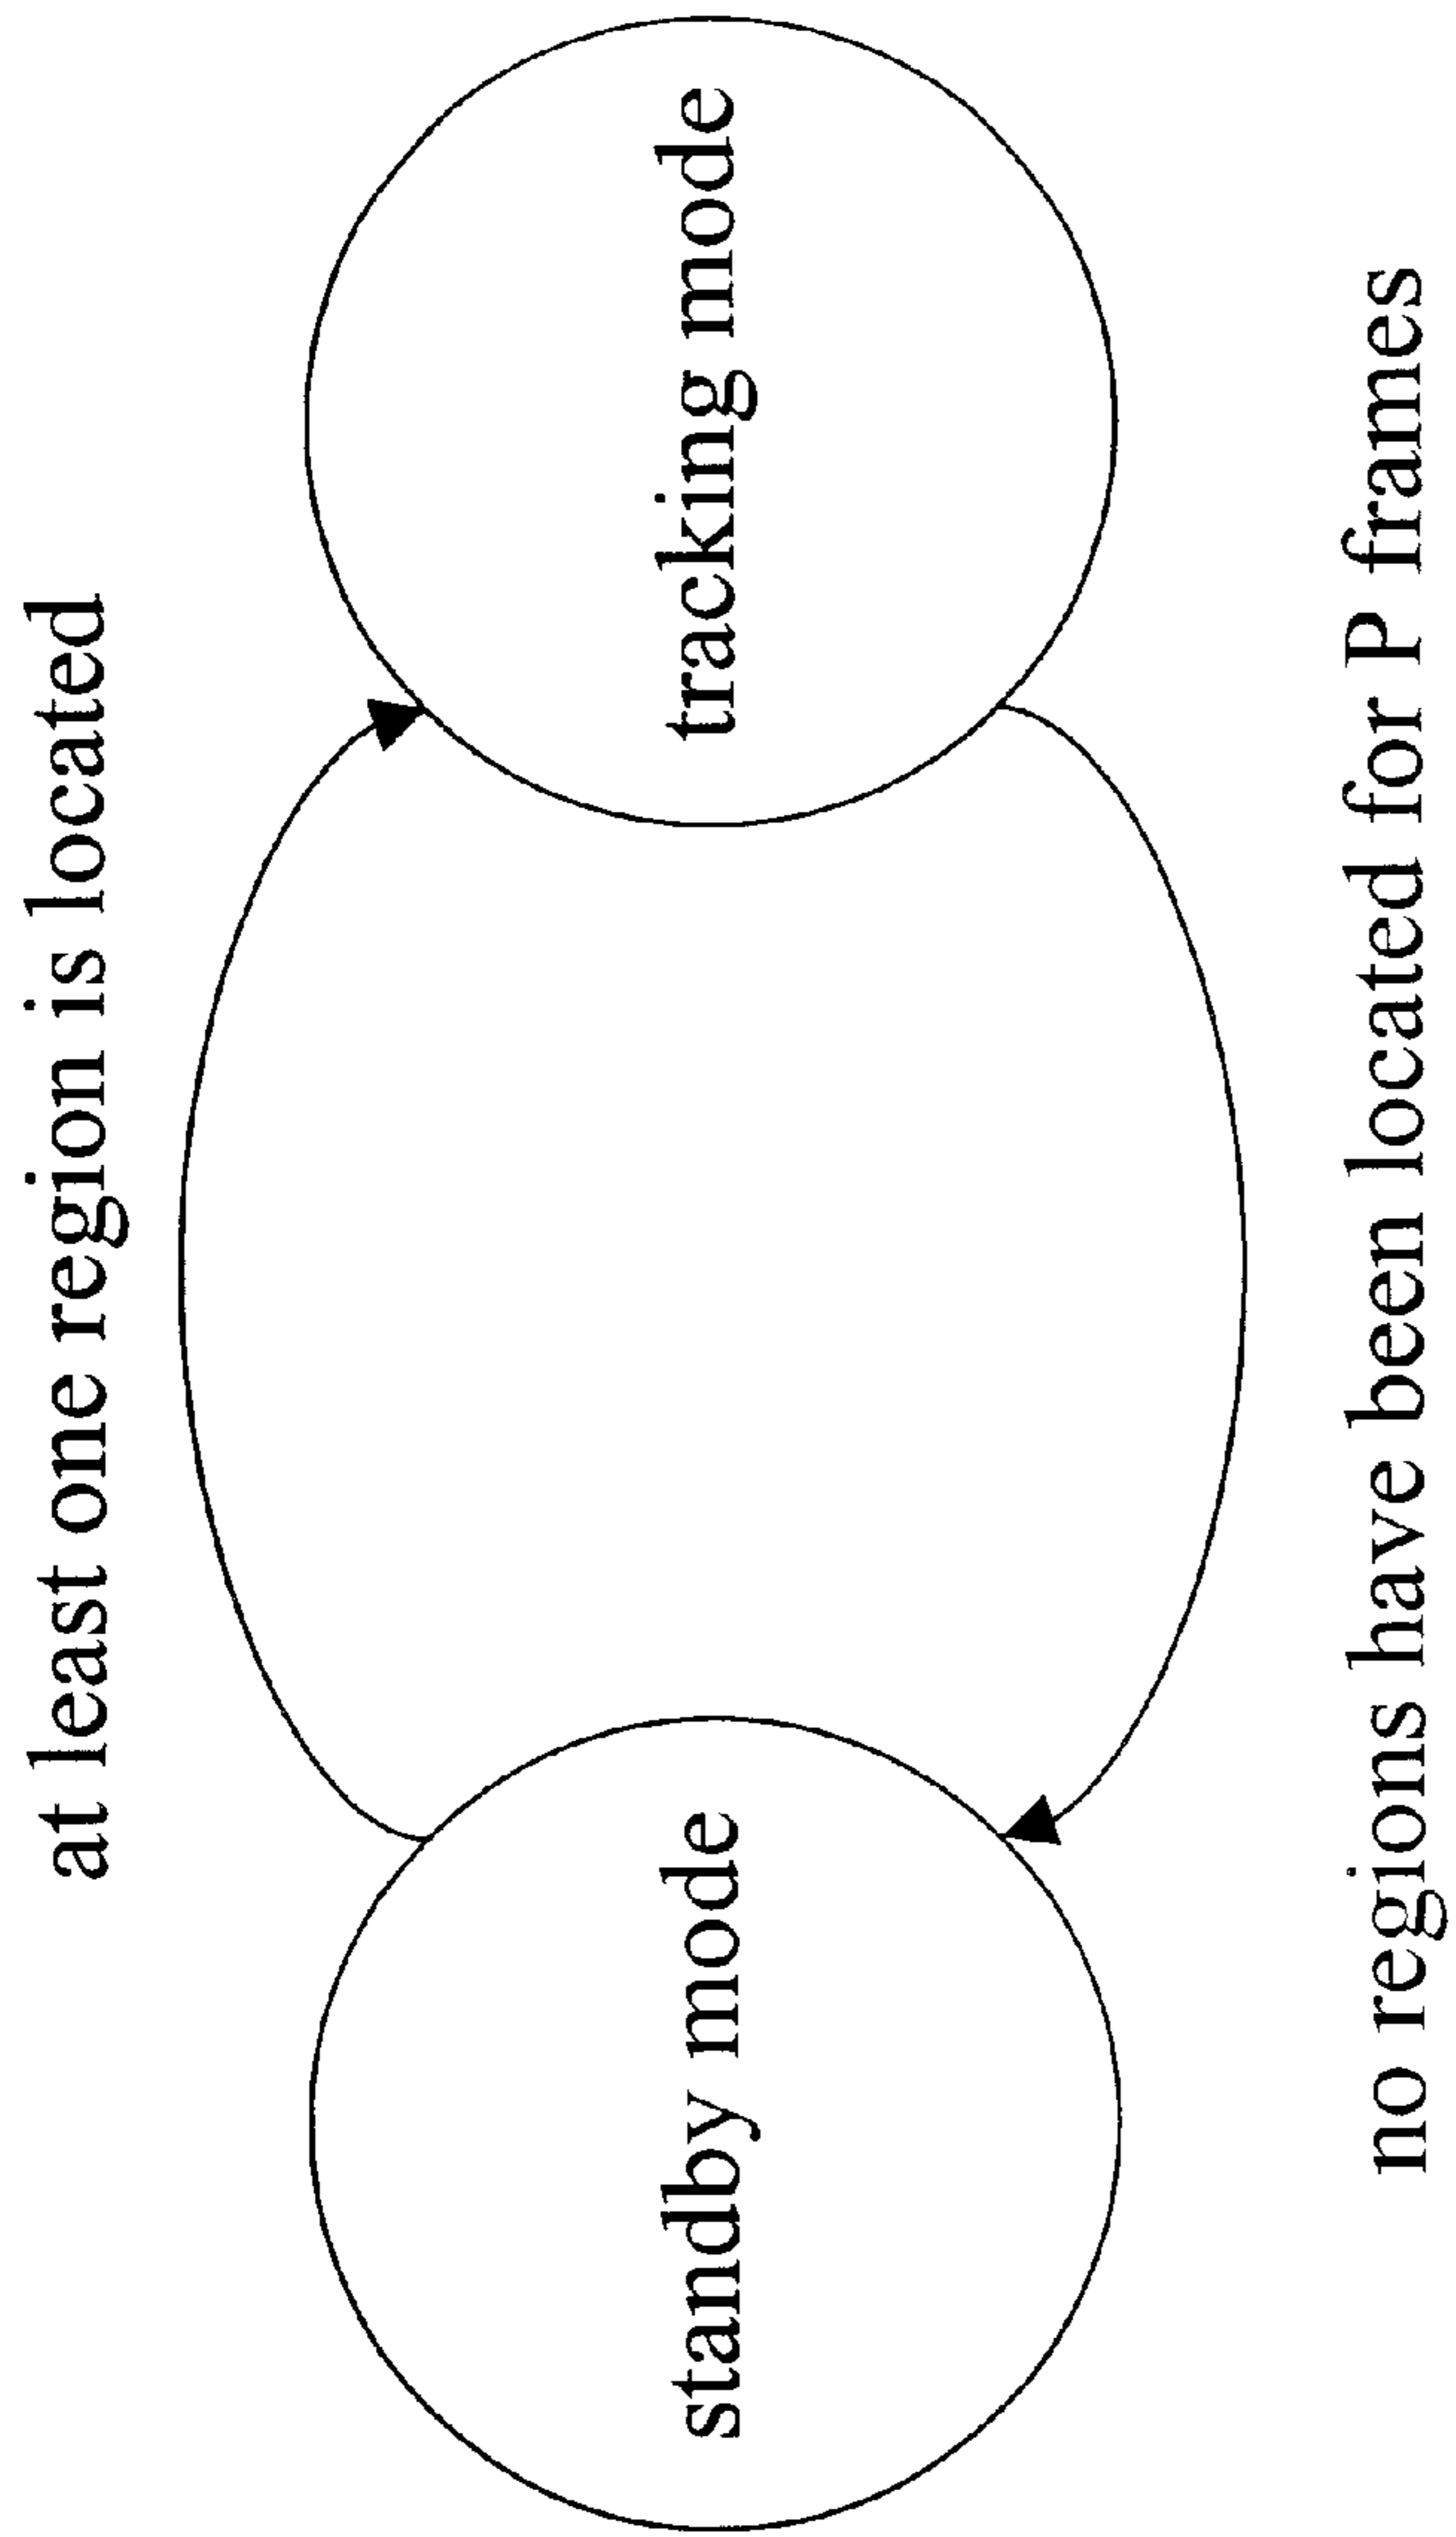 at least one region is located
standby mode
tracking mode
no regions have been located for P frames